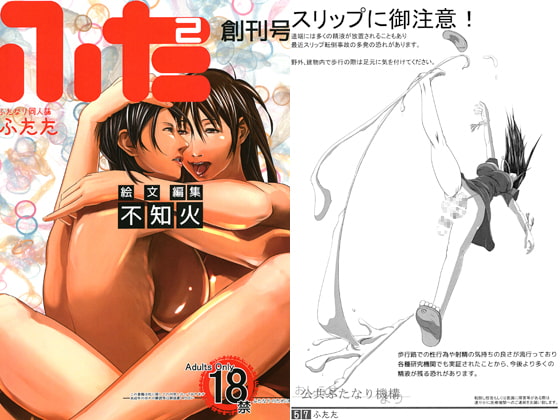 ふた2
創刊号
ふたなり個人誌
ふたた
絵 文 編集
不知火
Adults Only
18禁
スリップに御注意！
道端には多くの精液が放置されることもあり
最近スリップ転倒事故の多発の恐れがあります。
野外、建物内で歩行の際は足元に気を付けてください。
歩行路での性行為や射精の気持ちの良さが流行っており
各種研究機関でも実証されたことから、今後より多くの
精液が残る恐れがあります。
公共ふたなり機構
5/7 ふたた